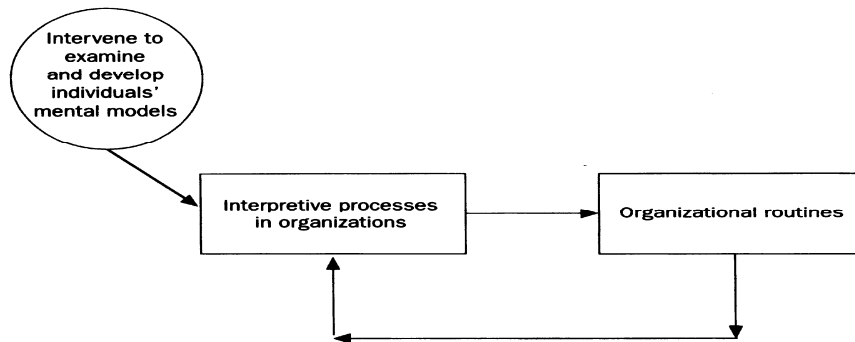 Intervene to
examine
and develop
individuals'
mental models
Interpretive processes
in organizations
Organizational routines